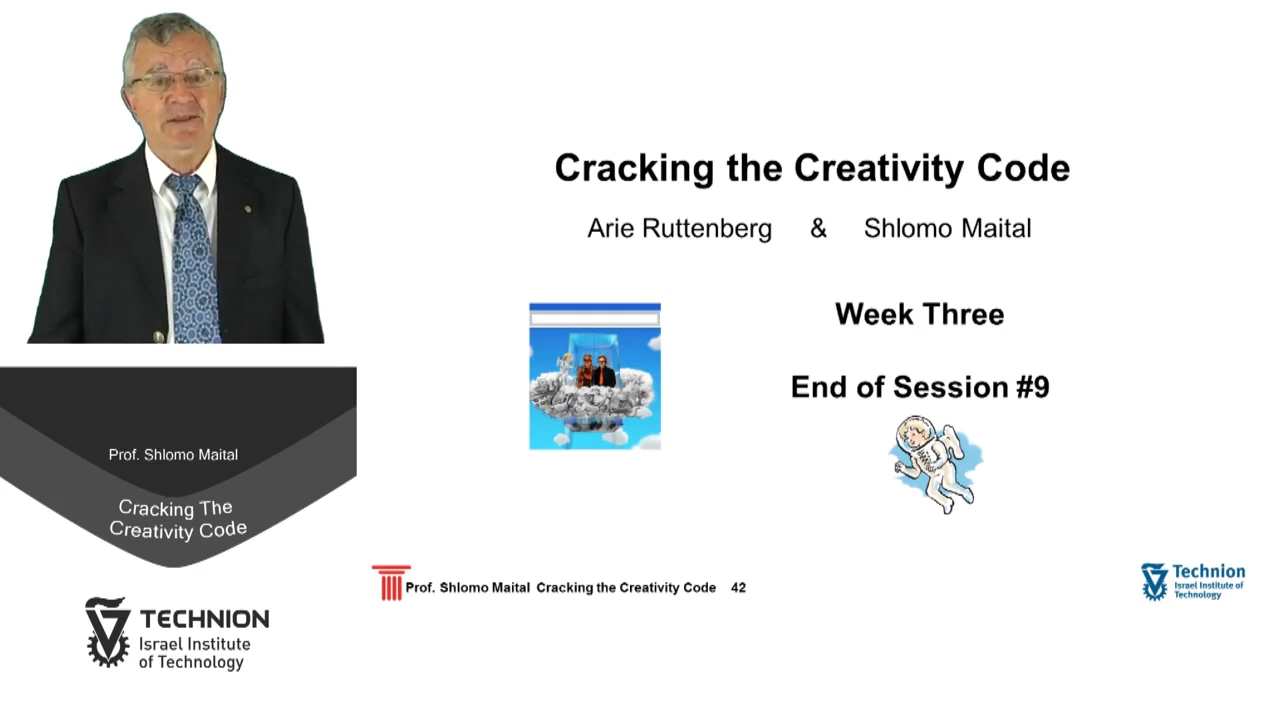 Cracking the Creativity Code
Arie Ruttenberg & Shlomo Maital
Week Three
End of Session #9
Prof. Shlomo Maital
Cracking The
Creativity Code
TECHNION
Israel Institute
of Technology
Prof. Shlomo Maital Cracking the Creativity Code 42
Technion
Israel Institute of
Technology